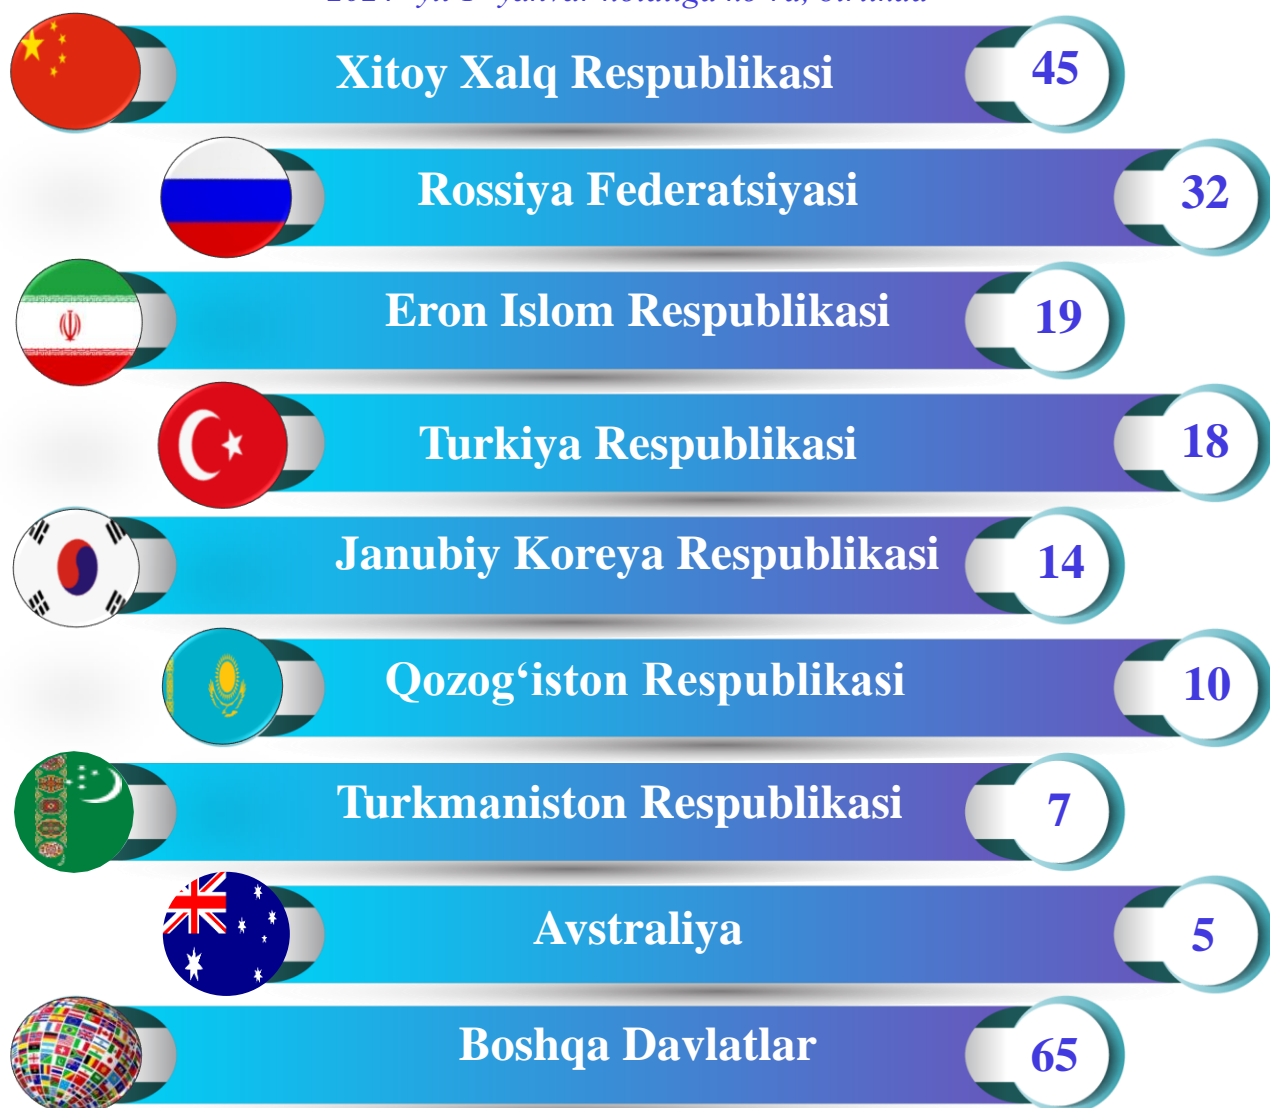 Xitoy Xalq Respublikasi 45
Rossiya Federatsiyasi 32
Eron Islom Respublikasi 19
Turkiya Respublikasi 18
Janubiy Koreya Respublikasi 14
Qozog‘iston Respublikasi 10
Turkmaniston Respublikasi 7
Avstraliya 5
Boshqa Davlatlar 65